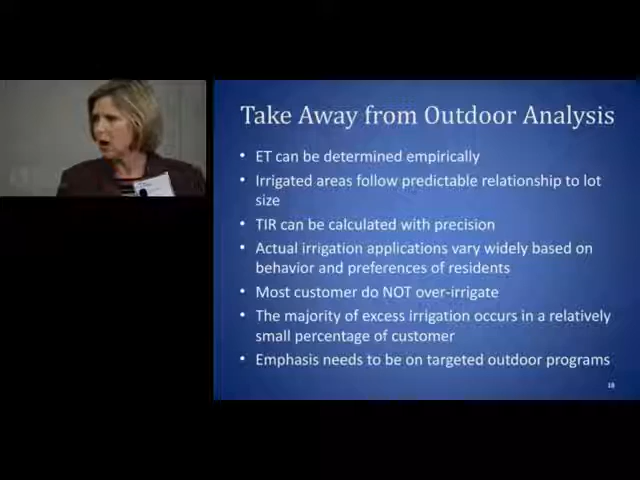 Take Away from Outdoor Analysis
• ET can be determined empirically
• Irrigated areas follow predictable relationship to lot
size
• TIR can be calculated with precision
• Actual irrigation applications vary widely based on
behavior and preferences of residents
• Most customer do NOT over-irrigate
• The majority of excess irrigation occurs in a relatively
small percentage of customer
• Emphasis needs to be on targeted outdoor programs
18